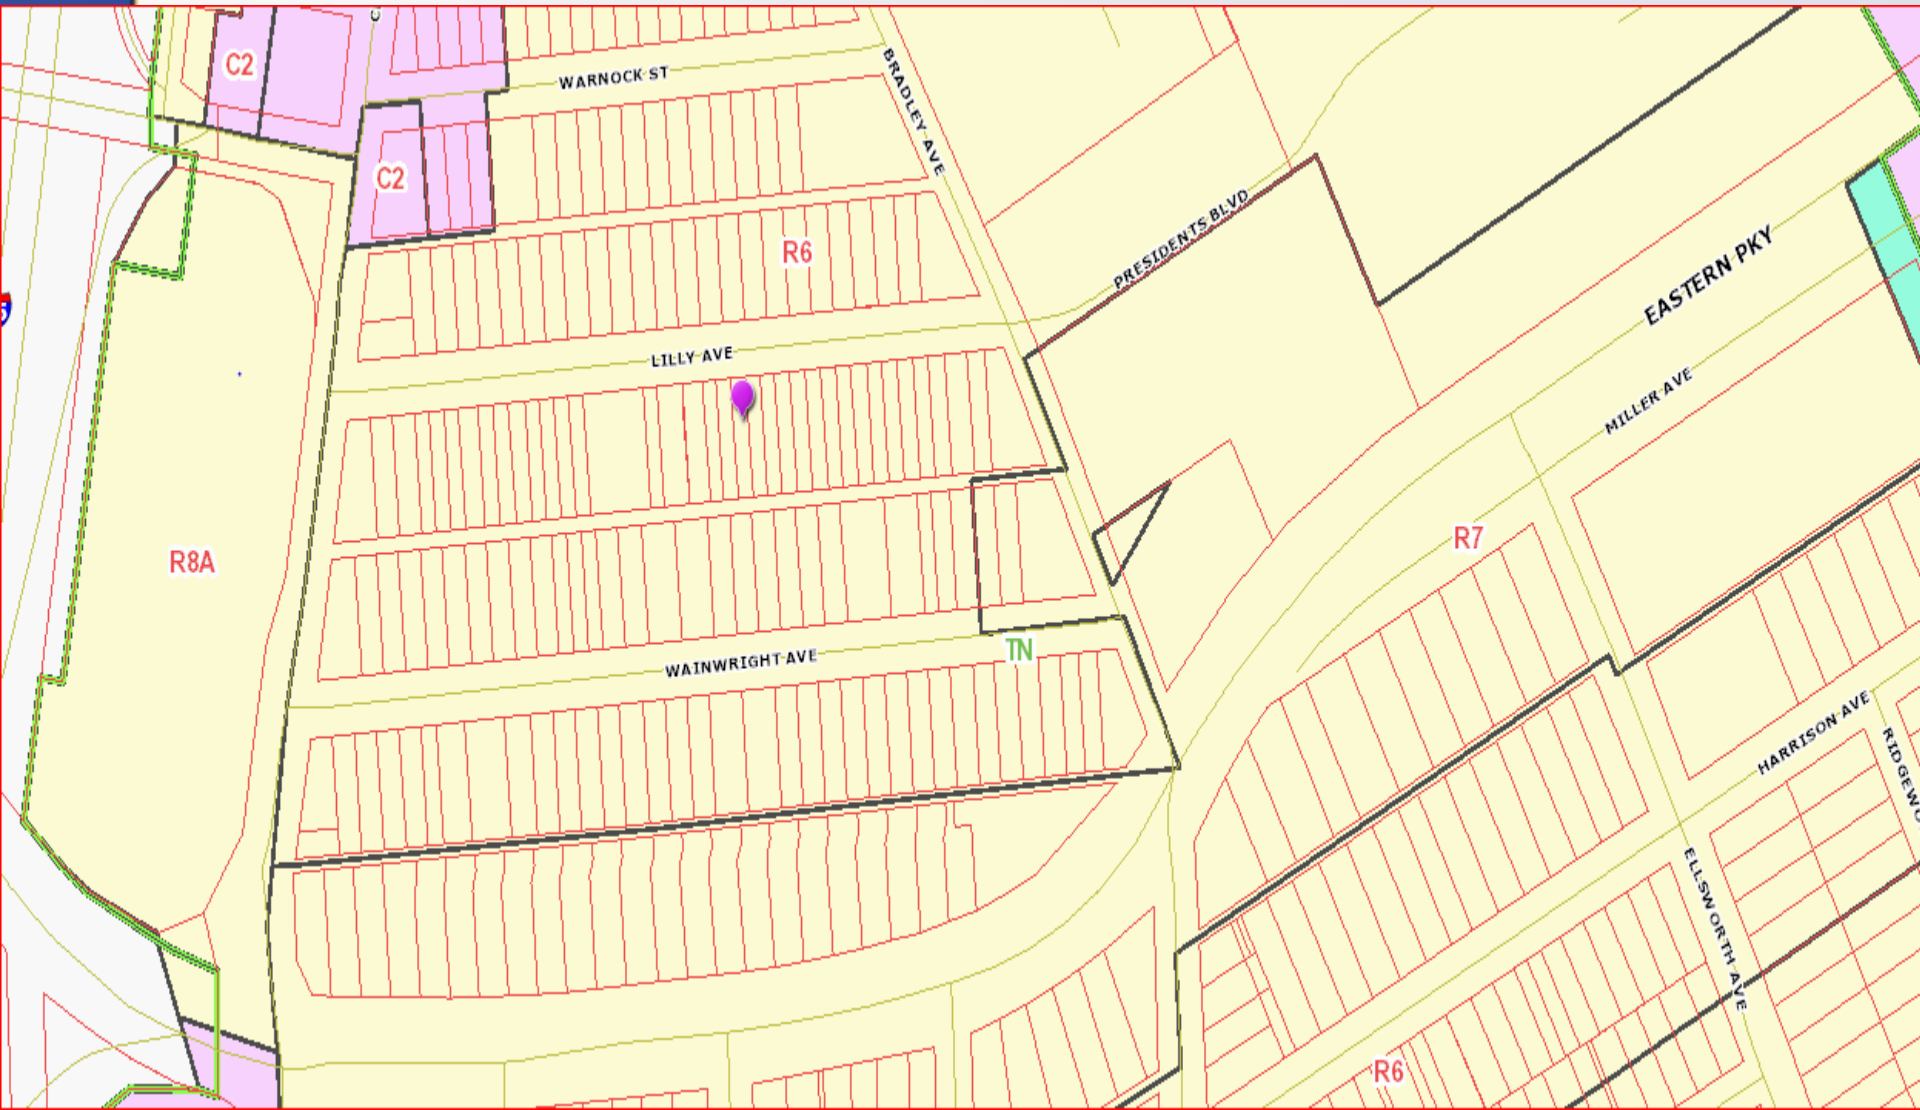 C2
WARNOCK ST
BRADLEY AVE
C2
R6
PRESIDENTS BLVD
EASTERN PKY
LILLY AVE
MILLER AVE
R8A
R7
TN
WAINWRIGHT AVE
HARRISON AVE
ELLSWORTH AVE
R6